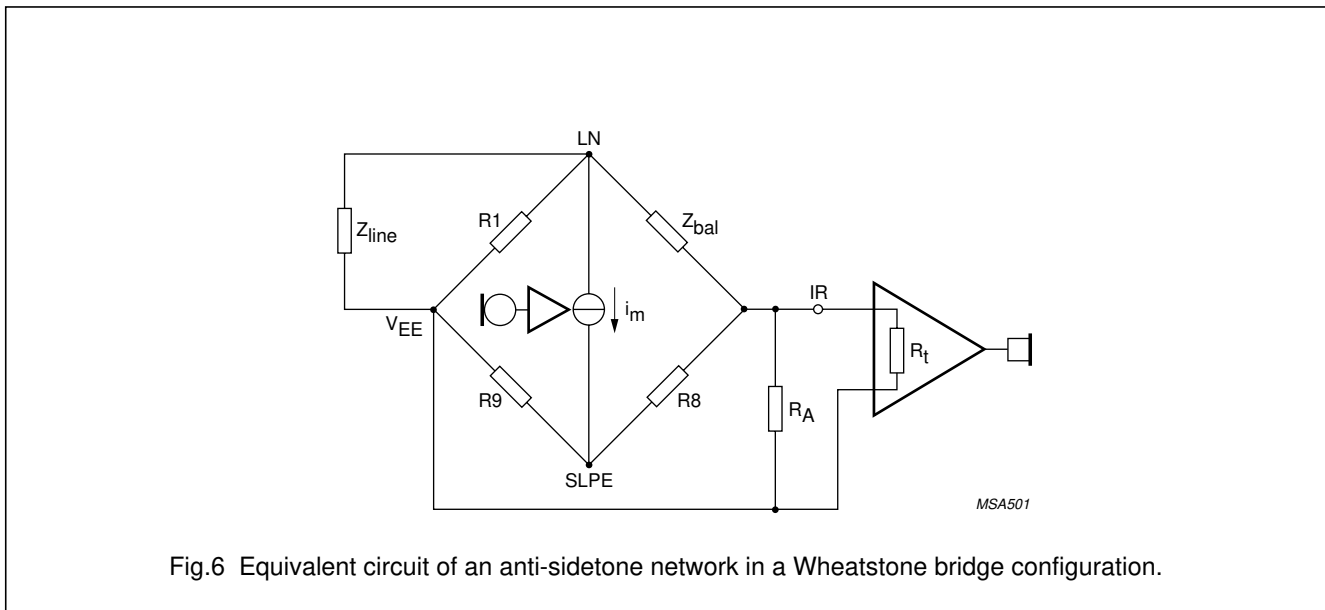 LN
R1
Z_bal
Z_line
IR
i_m
V_EE
R_t
R9
R8
R_A
SLPE
MSA501
Fig.6 Equivalent circuit of an anti-sidetone network in a Wheatstone bridge configuration.